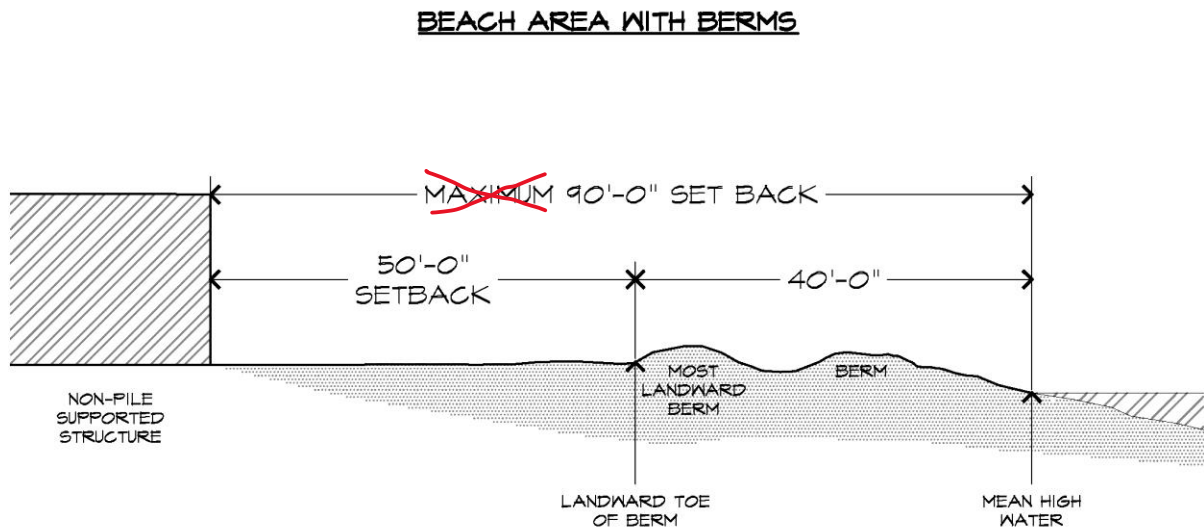 BEACH AREA WITH BERMS
MAXIMUM 90'-0" SET BACK
50'-0"
SETBACK
40'-0"
MOST
LANDWARD
BERM
BERM
NON-PILE
SUPPORTED
STRUCTURE
LANDWARD TOE
OF BERM
MEAN HIGH
WATER